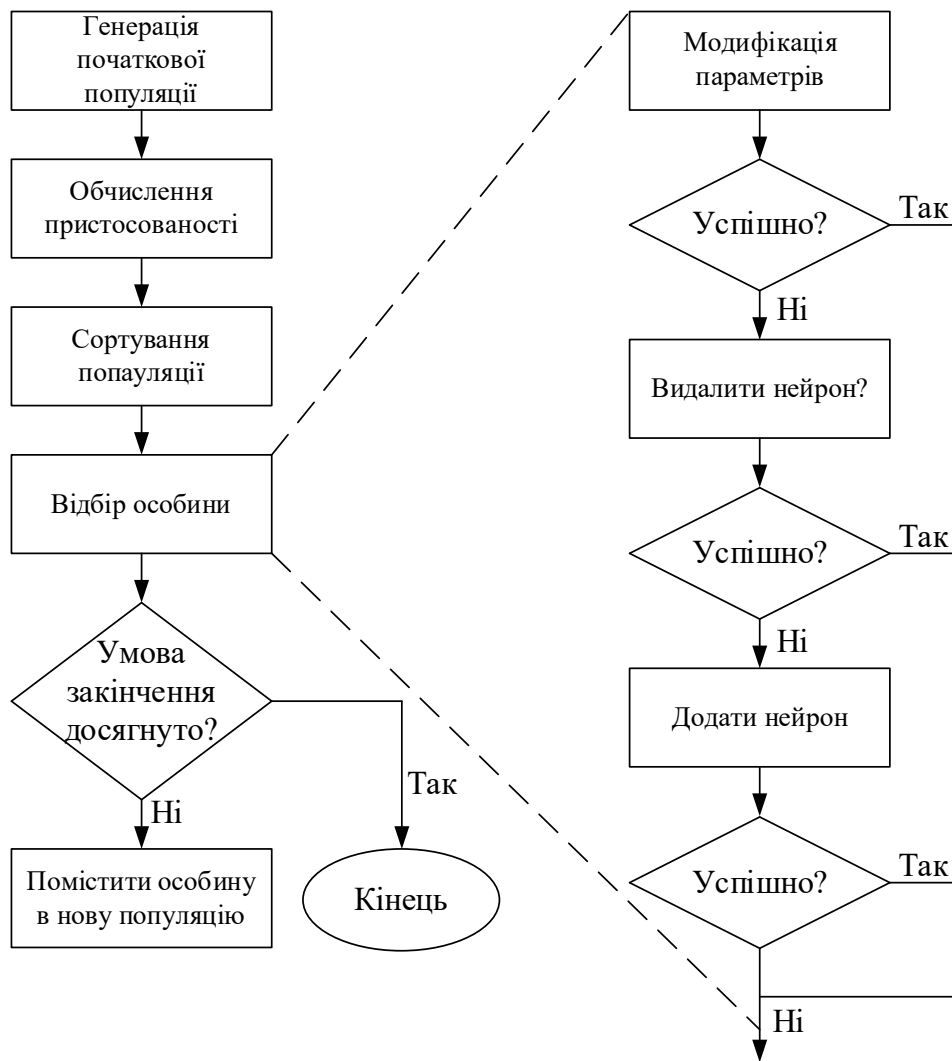 Генерація
початкової
популяції
Обчислення
пристосованості
Сортування
попауляції
Відбір особини
Умова
закінчення
досягнуто?
Так
Ні
Помістити особину
в нову популяцію
Кінець
Модифікація
параметрів
Успішно?
Так
Ні
Видалити нейрон?
Успішно?
Так
Ні
Додати нейрон
Успішно?
Так
Ні